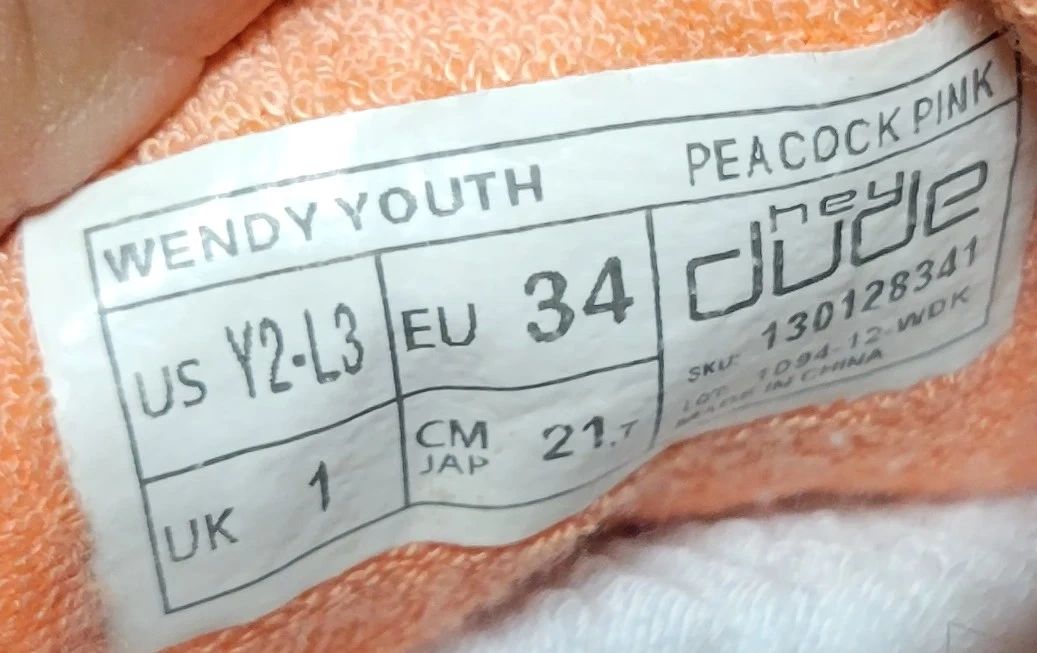 WENDY YOUTH PEACOCK PINK
US Y2-L3
EU 34
hey
dude
UK 1
CM
JAP 21.7
SKU: 130128341
LOT: 1D94-12-WDK
MADE IN CHINA